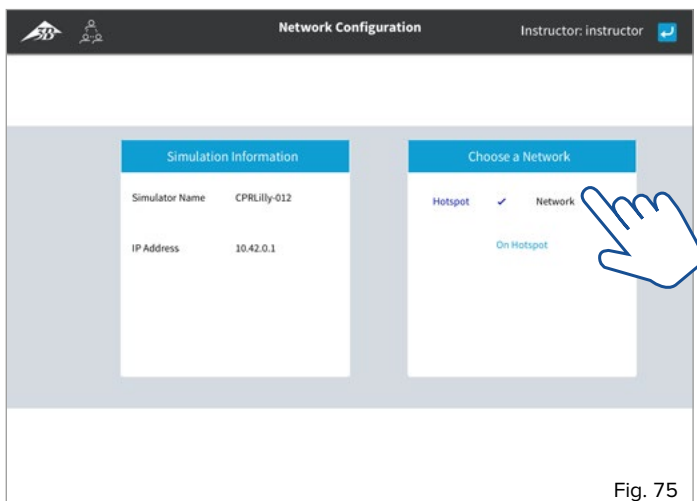 3B Network Configuration Instructor: instructor
Simulation Information
Simulator Name CPRLilly-012
IP Address 10.42.0.1
Choose a Network
Hotspot ✓ Network
On Hotspot
Fig. 75